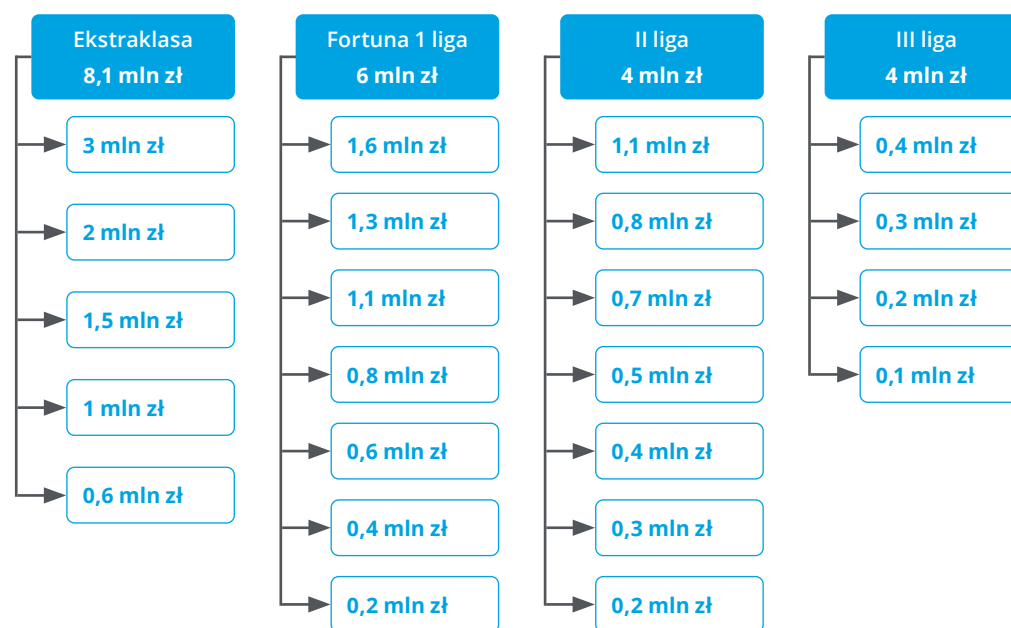 Ekstraklasa
8,1 mln zł
3 mln zł
2 mln zł
1,5 mln zł
1 mln zł
0,6 mln zł
Fortuna 1 liga
6 mln zł
1,6 mln zł
1,3 mln zł
1,1 mln zł
0,8 mln zł
0,6 mln zł
0,4 mln zł
0,2 mln zł
II liga
4 mln zł
1,1 mln zł
0,8 mln zł
0,7 mln zł
0,5 mln zł
0,4 mln zł
0,3 mln zł
0,2 mln zł
III liga
4 mln zł
0,4 mln zł
0,3 mln zł
0,2 mln zł
0,1 mln zł